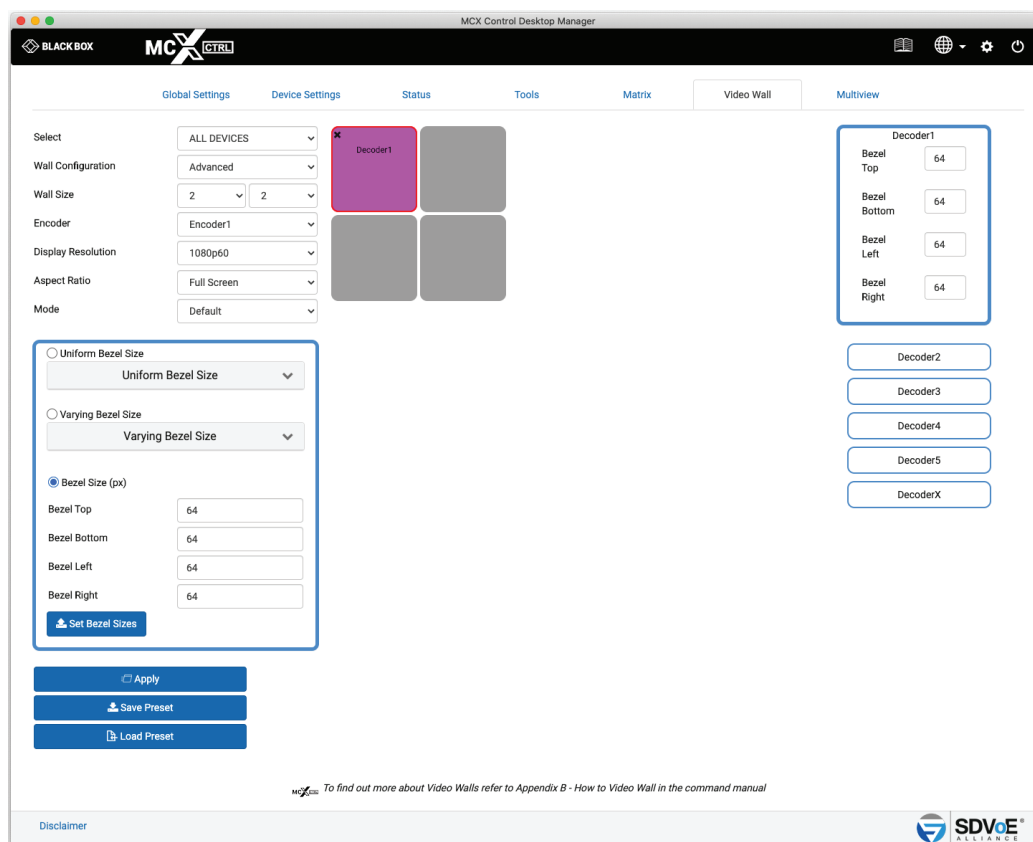 MCX Control Desktop Manager
BLACK BOX
MCX CTRL
Global Settings
Device Settings
Status
Tools
Matrix
Video Wall
Multiview
Select
ALL DEVICES
Wall Configuration
Advanced
Wall Size
2
2
Encoder
Encoder1
Display Resolution
1080p60
Aspect Ratio
Full Screen
Mode
Default
Decoder1
Uniform Bezel Size
Uniform Bezel Size
Varying Bezel Size
Varying Bezel Size
Bezel Size (px)
Bezel Top
64
Bezel Bottom
64
Bezel Left
64
Bezel Right
64
Set Bezel Sizes
Apply
Save Preset
Load Preset
Decoder1
Bezel
Top
64
Bezel
Bottom
64
Bezel
Left
64
Bezel
Right
64
Decoder2
Decoder3
Decoder4
Decoder5
DecoderX
MCX CTRL To find out more about Video Walls refer to Appendix B - How to Video Wall in the command manual
Disclaimer
SDVoE
ALLIANCE